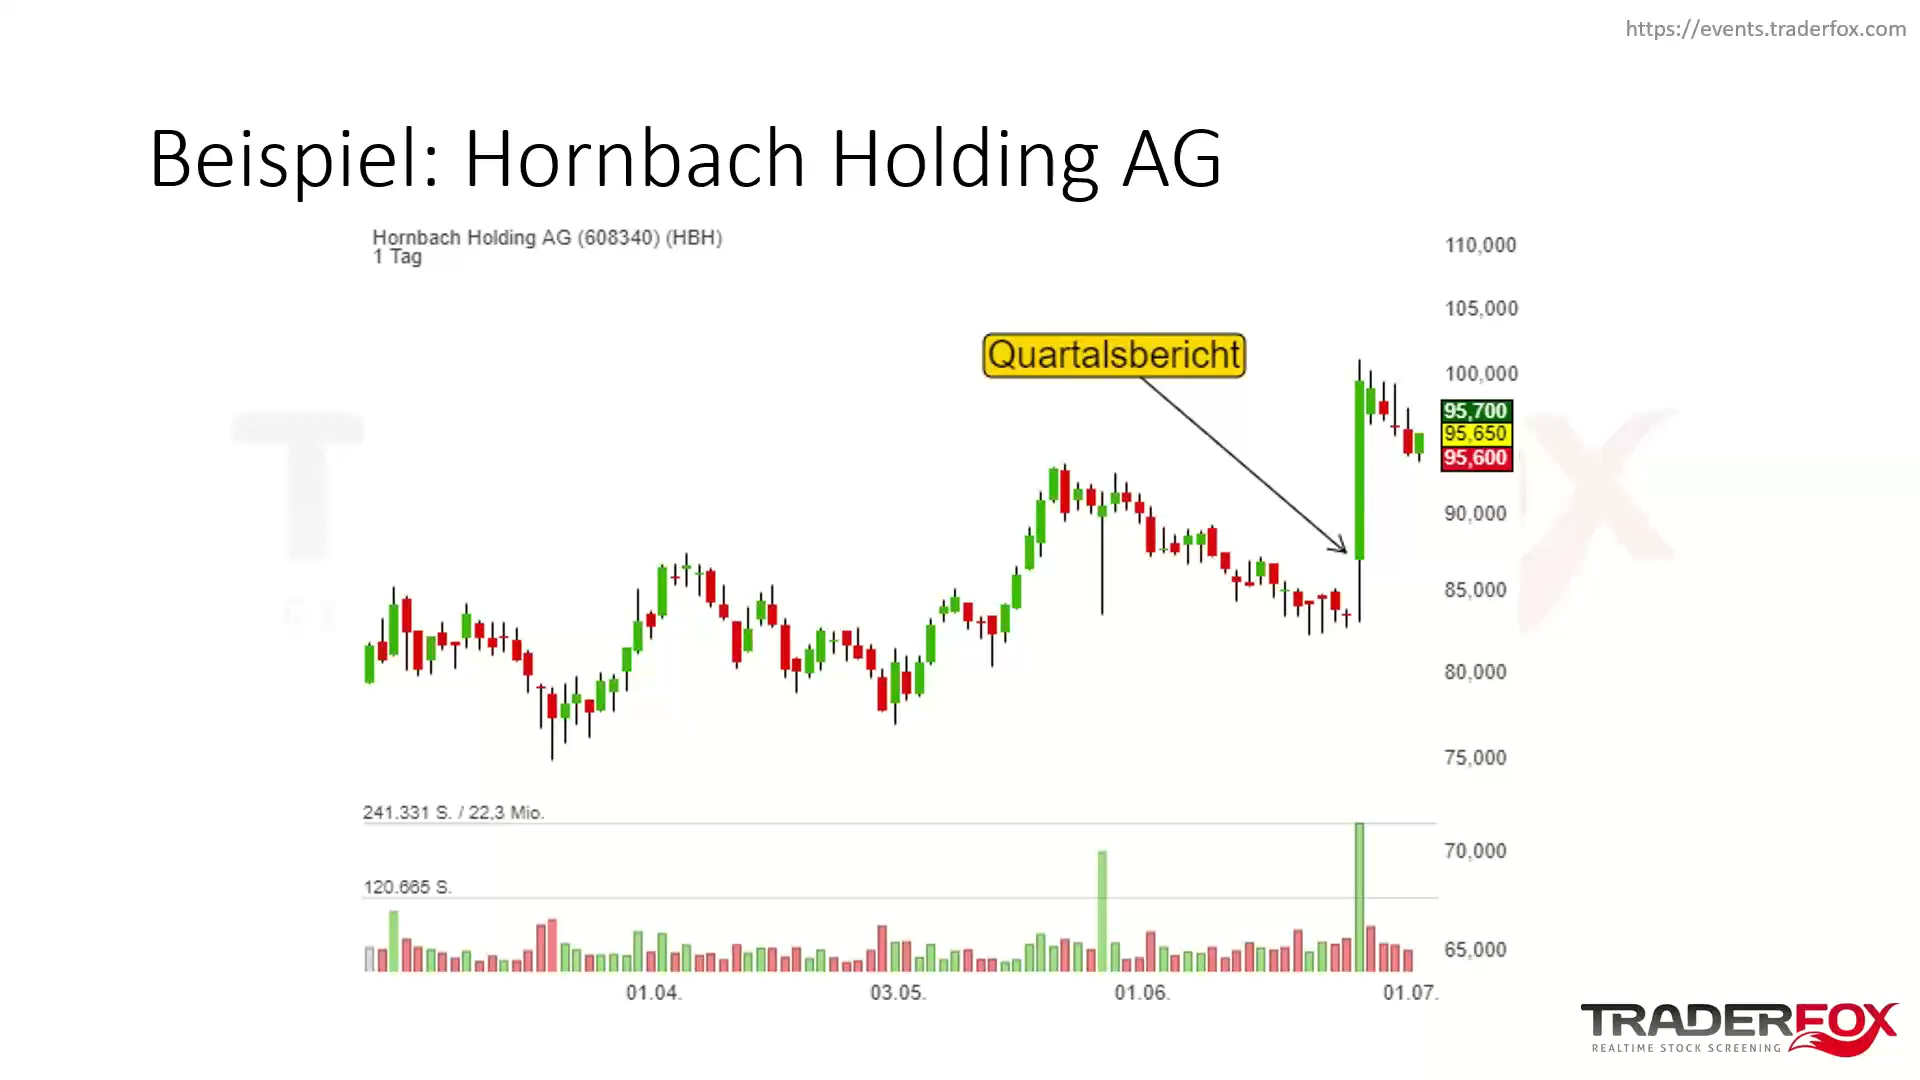 https://events.traderfox.com
Beispiel: Hornbach Holding AG
Hornbach Holding AG (608340) (HBH)
1 Tag
110,000
105,000
Quartalsbericht
100,000
95,700
95,650
95,600
90,000
85,000
80,000
75,000
241.331 S. / 22,3 Mio.
70,000
120.665 S.
65,000
01.04.
03.05.
01.06.
01.07.
TRADERFOX
REALTIME STOCK SCREENING